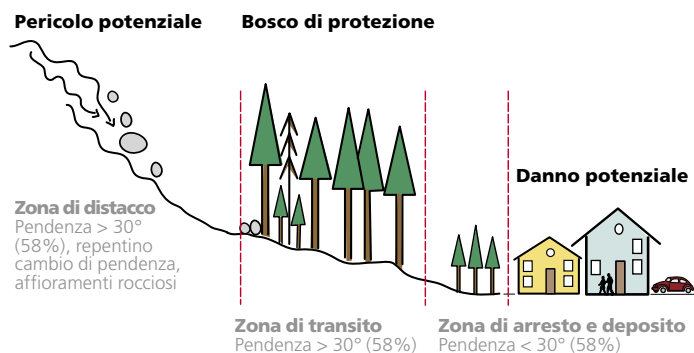 Pericolo potenziale
Bosco di protezione
Danno potenziale
Zona di distacco
Pendenza > 30°
(58%), repentino
cambio di pendenza,
affioramenti rocciosi
Zona di transito
Pendenza > 30° (58%)
Zona di arresto e deposito
Pendenza < 30° (58%)